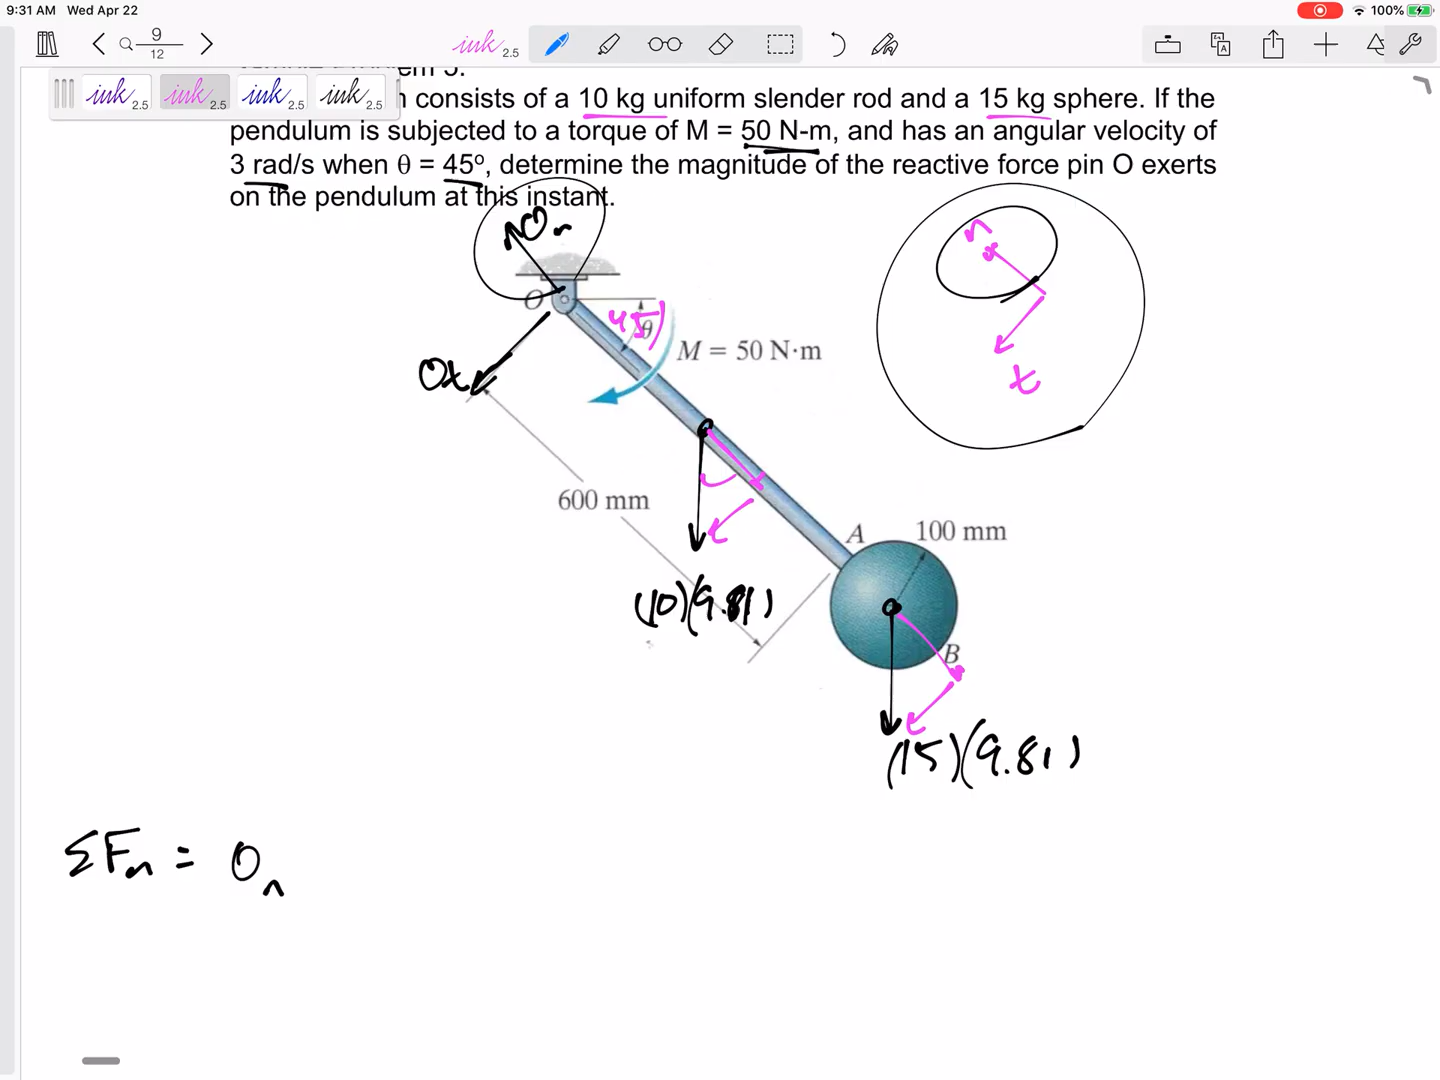 9:31 AM Wed Apr 22
100%
9
12
ink 2.5
ink 2.5 ink 2.5 ink 2.5 ink 2.5
consists of a 10 kg uniform slender rod and a 15 kg sphere. If the
pendulum is subjected to a torque of M = 50 N-m, and has an angular velocity of
3 rad/s when θ = 45º, determine the magnitude of the reactive force pin O exerts
on the pendulum at this instant.
On
n
O
45
θ
M = 50 N·m
Ot
t
600 mm
A
100 mm
t
(10)(9.81)
B
t
(15)(9.81)
ΣFn = On